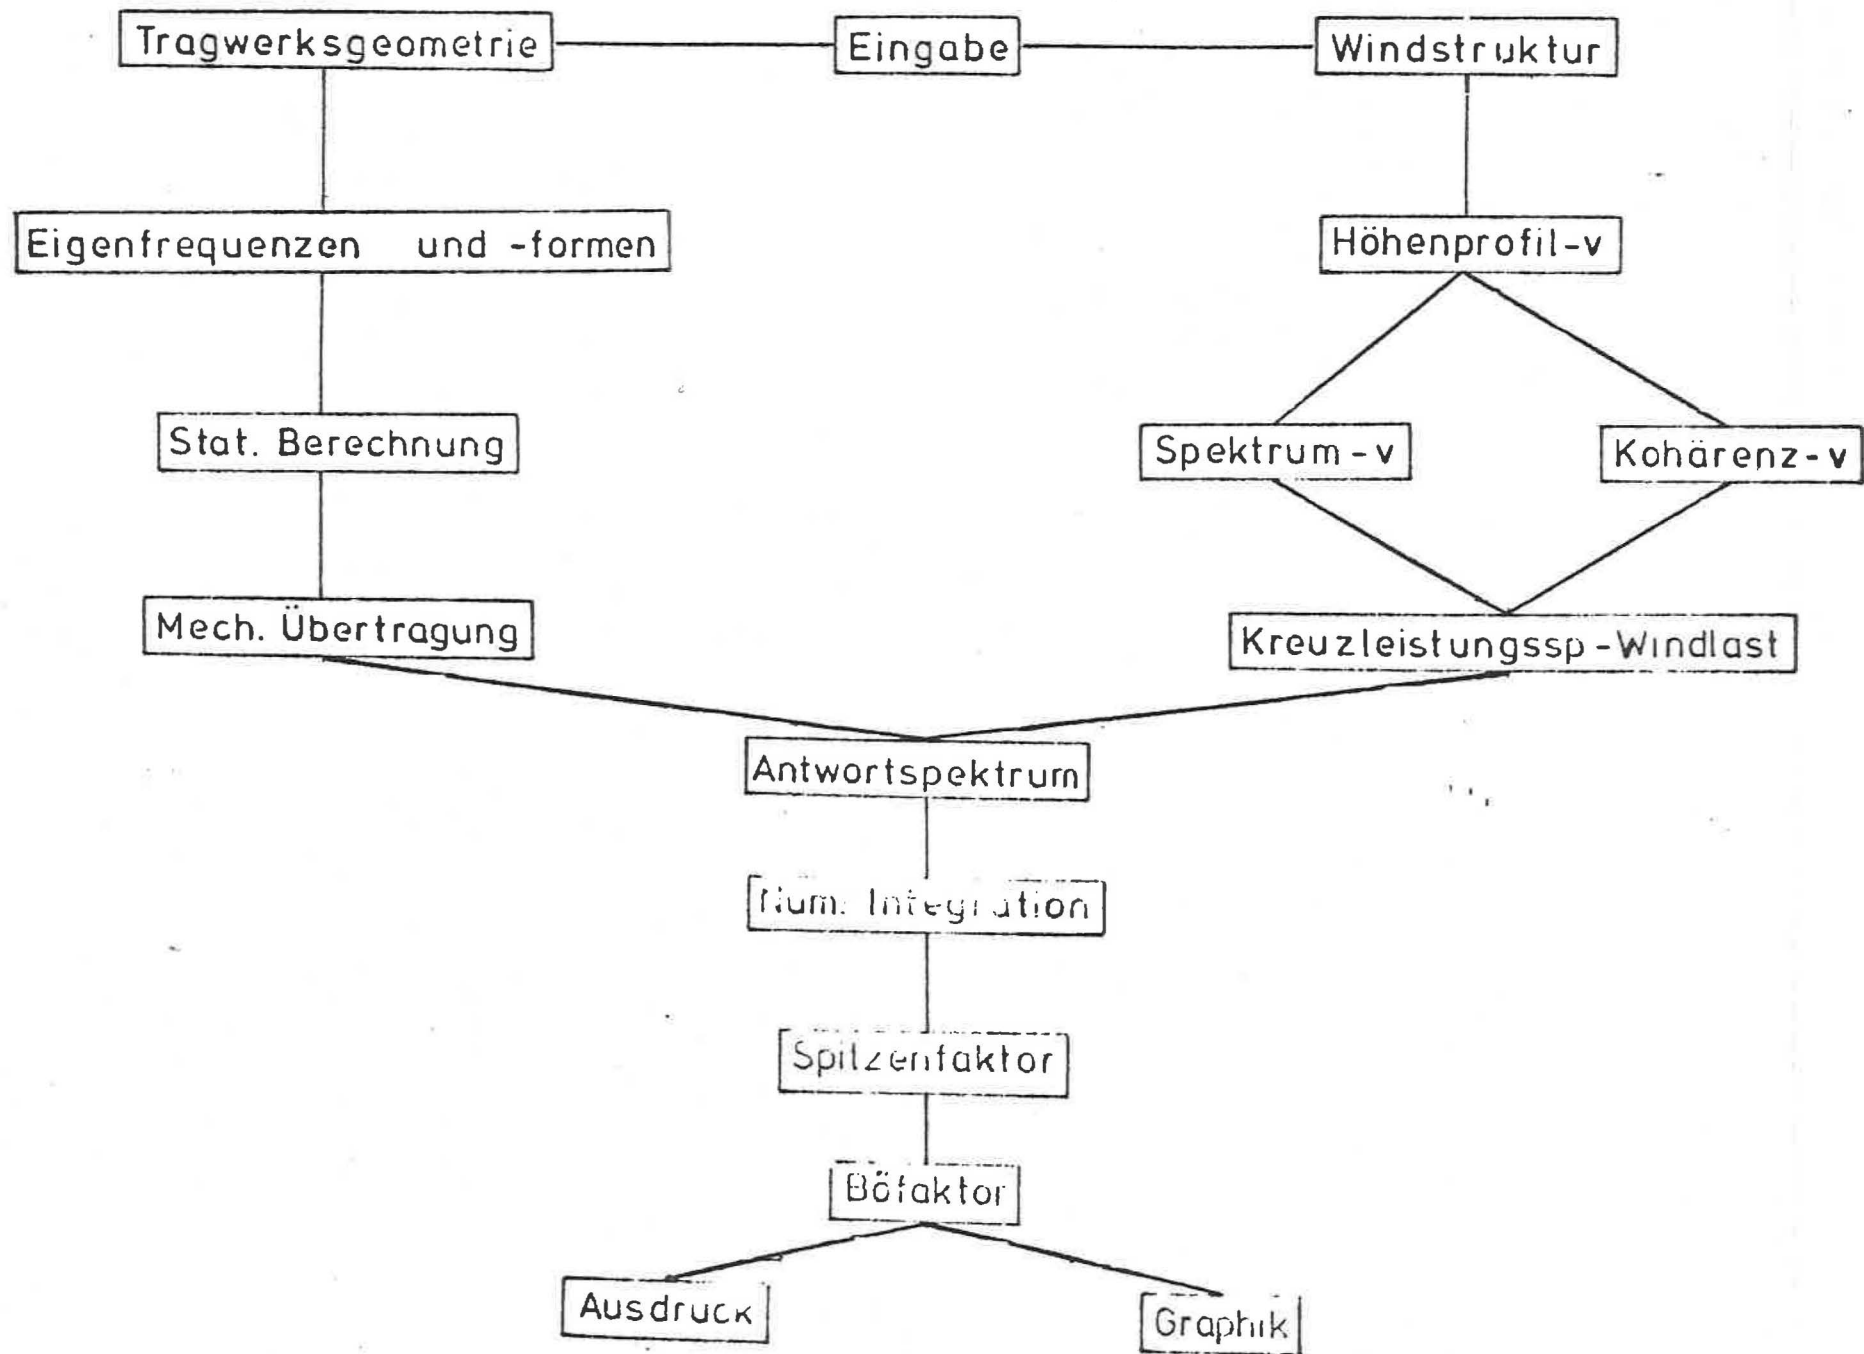 Tragwerksgeometrie
Eingabe
Windstruktur
Eigenfrequenzen und -formen
Höhenprofil-v
Stat. Berechnung
Spektrum-v
Kohärenz-v
Mech. Übertragung
Kreuzleistungssp-Windlast
Antwortspektrum
Num. Integration
Spitzenfaktor
Böfaktor
Ausdruck
Graphik